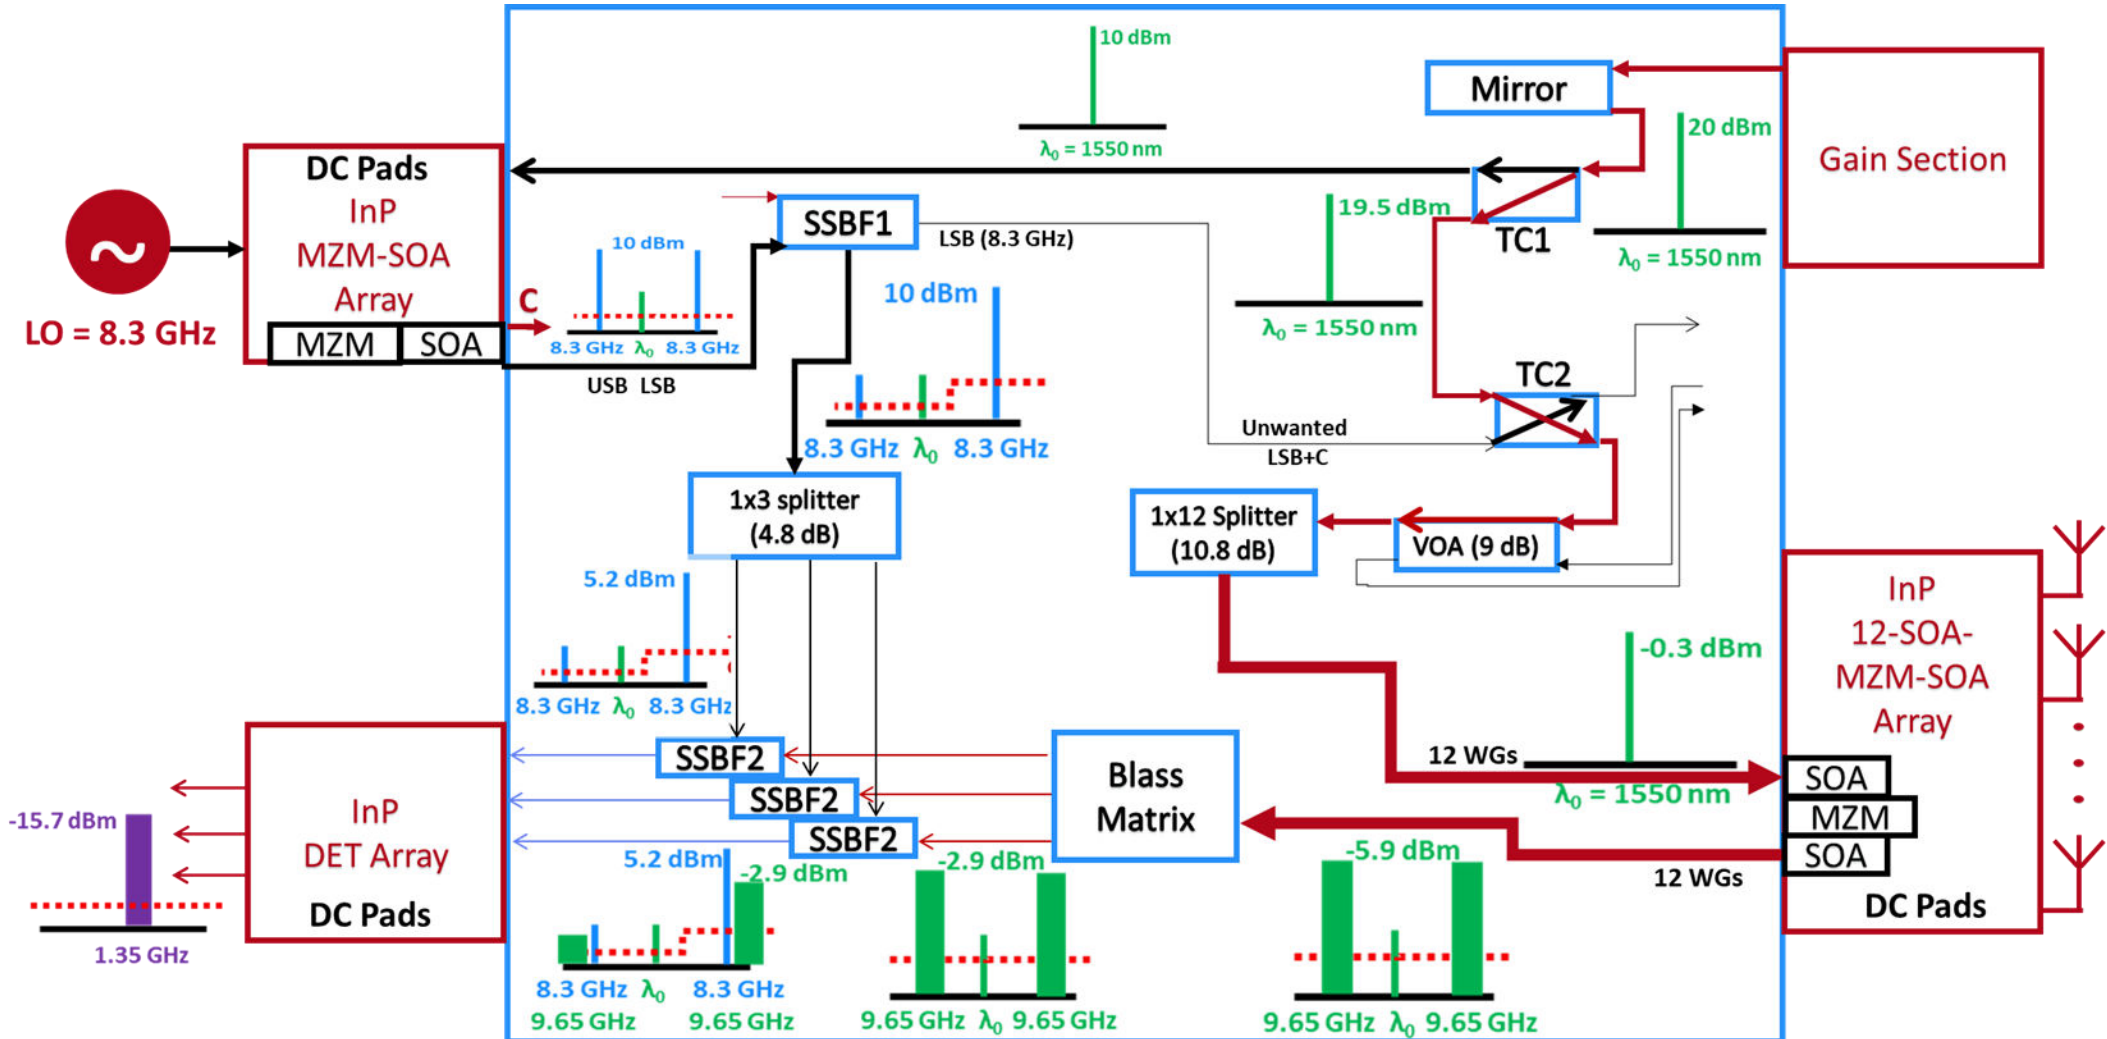 10 dBm
λ₀ = 1550 nm
Mirror
20 dBm
λ₀ = 1550 nm
Gain Section
DC Pads
InP
MZM-SOA
Array
MZM
SOA
LO = 8.3 GHz
C
10 dBm
8.3 GHz λ₀ 8.3 GHz
USB LSB
SSBF1
LSB (8.3 GHz)
TC1
19.5 dBm
λ₀ = 1550 nm
10 dBm
8.3 GHz λ₀ 8.3 GHz
TC2
Unwanted
LSB+C
1x3 splitter
(4.8 dB)
1x12 Splitter
(10.8 dB)
VOA (9 dB)
5.2 dBm
8.3 GHz λ₀ 8.3 GHz
-0.3 dBm
12 WGs
λ₀ = 1550 nm
InP
12-SOA-
MZM-SOA
Array
SOA
MZM
SOA
DC Pads
12 WGs
SSBF2
SSBF2
SSBF2
Blass
Matrix
InP
DET Array
DC Pads
-15.7 dBm
1.35 GHz
5.2 dBm
-2.9 dBm
8.3 GHz λ₀ 8.3 GHz
9.65 GHz 9.65 GHz
-2.9 dBm
9.65 GHz λ₀ 9.65 GHz
-5.9 dBm
9.65 GHz λ₀ 9.65 GHz